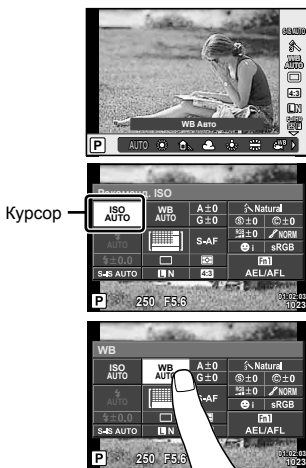 S-IS AUTO
WB
AUTO
4:3
L N
WB Авто
P AUTO
Рекоменд. ISO
Курсор
ISO AUTO WB AUTO A±0 G±0 Natural
S±0 C±0
AUTO S-AF ±0 NORM
i sRGB
±0.0 Fn1
S-IS AUTO L N 4:3 AEL/AFL
P 250 F5.6 01:02:03
1023
WB
ISO AUTO WB AUTO A±0 G±0 Natural
S±0 C±0
AUTO -AF ±0 NORM
i sRGB
±0.0 Fn1
S-IS AUTO L N AEL/AFL
P 250 F5.6 01:02:03
1023